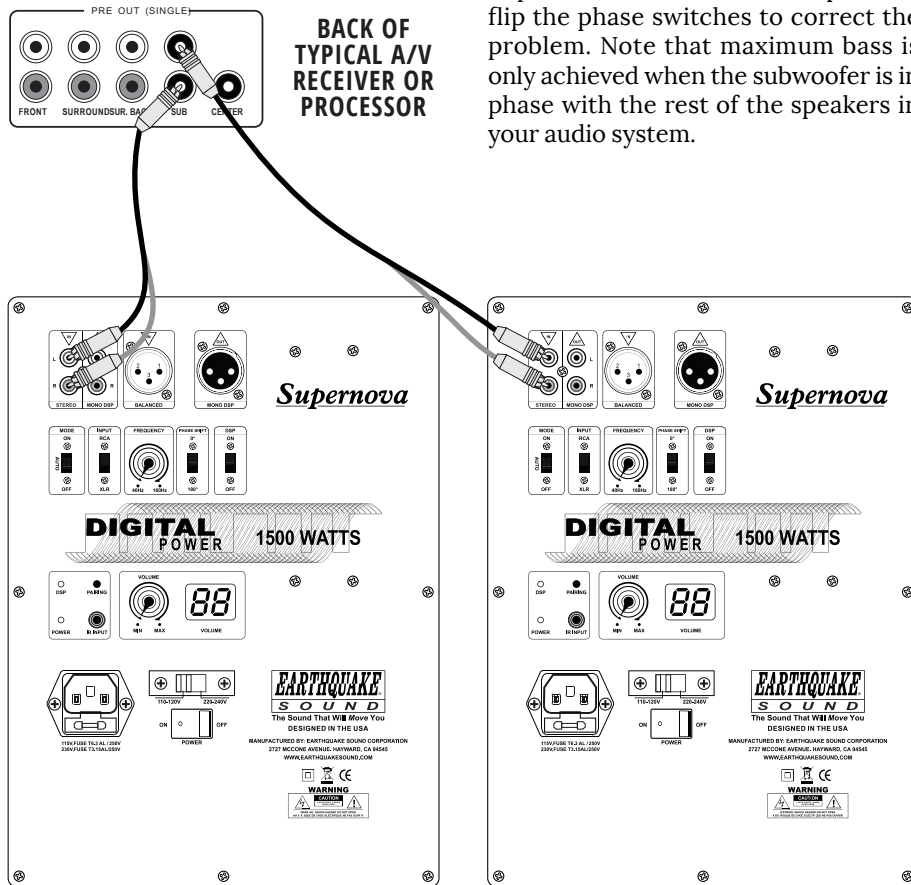 PRE OUT (SINGLE)
FRONT SURROUND SUR. BACK SUB CENTER
BACK OF
TYPICAL A/V
RECEIVER OR
PROCESSOR
flip the phase switches to correct the
problem. Note that maximum bass is
only achieved when the subwoofer is in
phase with the rest of the speakers in
your audio system.
IN IN OUT
L
R R
STEREO MONO DSP BALANCED MONO DSP
2 1
3
Supernova
MODE INPUT FREQUENCY PHASE SHIFT DSP
ON RCA 0° ON
AUTO
OFF XLR 40Hz 160Hz 180° OFF
DIGITAL
POWER 1500 WATTS
VOLUME
DSP PAIRING 88
POWER IR INPUT MIN MAX VOLUME
110-120V 220-240V
ON OFF
POWER
115V,FUSE T6.3 AL / 250V
230V,FUSE T3.15AL/250V
EARTHQUAKE
SOUND
The Sound That Will Move You
DESIGNED IN THE USA
MANUFACTURED BY: EARTHQUAKE SOUND CORPORATION
2727 MCCONE AVENUE. HAYWARD, CA 94545
WWW,EARTHQUAKESOUND,COM
CE
WARNING
CAUTION
IN OUT IN OUT
L L
R R
STEREO MONO DSP BALANCED MONO DSP
2 1
3
Supernova
MODE INPUT FREQUENCY PHASE SHIFT DSP
ON RCA 0° ON
AUTO
OFF XLR 40Hz 160Hz 180° OFF
DIGITAL
POWER 1500 WATTS
VOLUME
DSP PAIRING 88
POWER IR INPUT MIN MAX VOLUME
110-120V 220-240V
ON OFF
POWER
115V,FUSE T6.3 AL / 250V
230V,FUSE T3.15AL/250V
EARTHQUAKE
SOUND
The Sound That Will Move You
DESIGNED IN THE USA
MANUFACTURED BY: EARTHQUAKE SOUND CORPORATION
2727 MCCONE AVENUE. HAYWARD, CA 94545
WWW,EARTHQUAKESOUND,COM
CE
WARNING
CAUTION